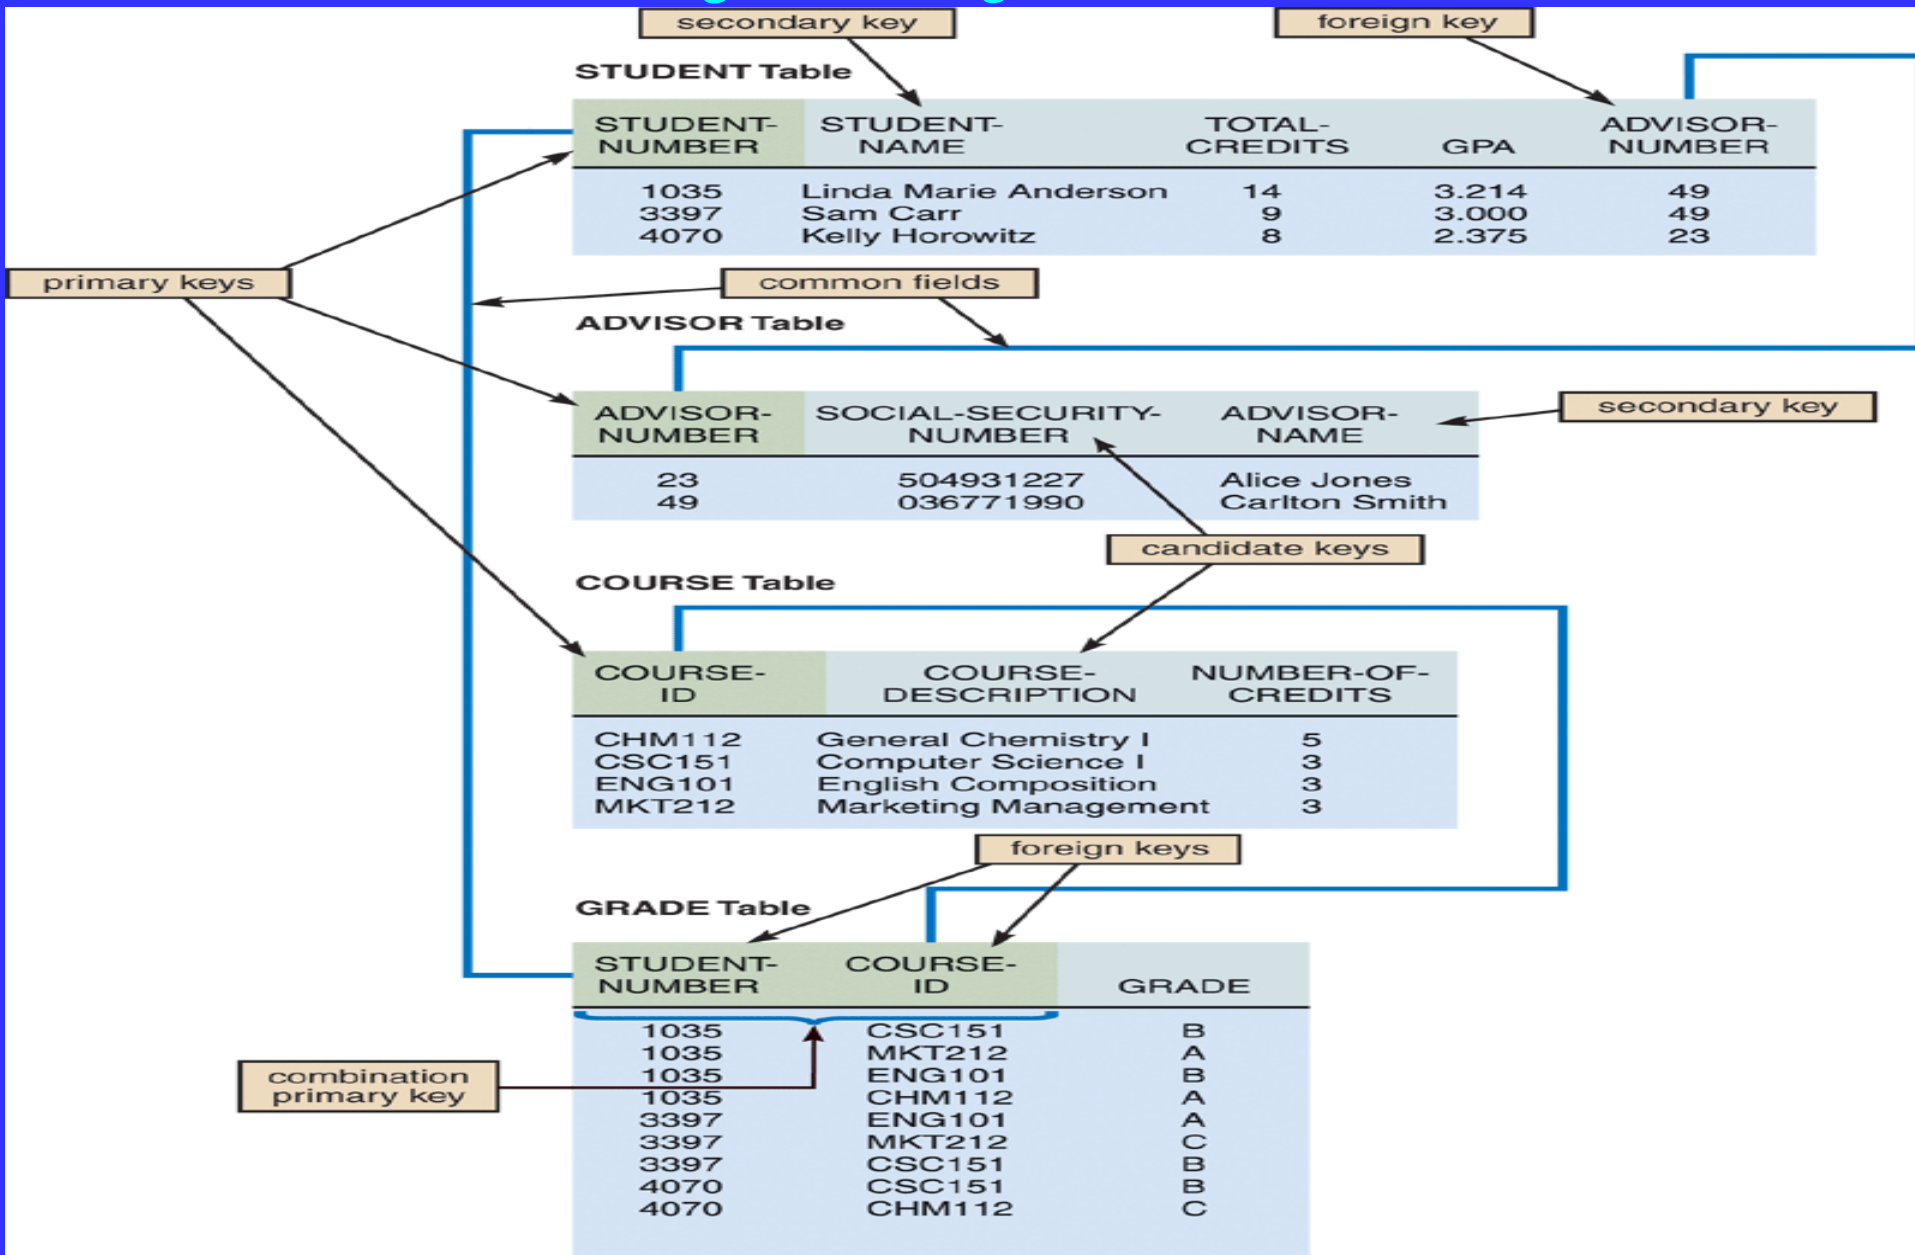 secondary key
foreign key
STUDENT Table
STUDENT- STUDENT- TOTAL- ADVISOR-
NUMBER NAME CREDITS GPA NUMBER
1035 Linda Marie Anderson 14 3.214 49
3397 Sam Carr 9 3.000 49
4070 Kelly Horowitz 8 2.375 23
primary keys
common fields
ADVISOR Table
secondary key
ADVISOR- SOCIAL-SECURITY- ADVISOR-
NUMBER NUMBER NAME
23 504931227 Alice Jones
49 036771990 Carlton Smith
candidate keys
COURSE Table
COURSE- COURSE- NUMBER-OF-
ID DESCRIPTION CREDITS
CHM112 General Chemistry I 5
CSC151 Computer Science I 3
ENG101 English Composition 3
MKT212 Marketing Management 3
foreign keys
GRADE Table
STUDENT- COURSE-
NUMBER ID GRADE
1035 CSC151 B
1035 MKT212 A
1035 ENG101 B
1035 CHM112 A
3397 ENG101 A
3397 MKT212 C
3397 CSC151 B
4070 CSC151 B
4070 CHM112 C
combination
primary key